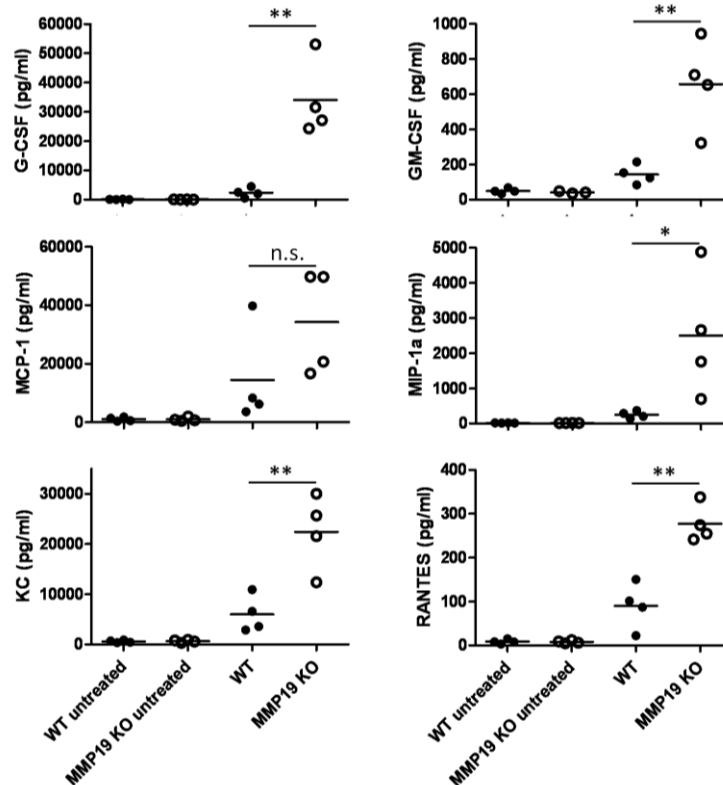 **
G-CSF (pg/ml)
60000
50000
40000
30000
20000
10000
0
**
GM-CSF (pg/ml)
1000
800
600
400
200
0
n.s.
MCP-1 (pg/ml)
60000
40000
20000
0
*
MIP-1a (pg/ml)
5000
4000
3000
2000
1000
0
**
KC (pg/ml)
30000
20000
10000
0
**
RANTES (pg/ml)
400
300
200
100
0
WT untreated
MMP19 KO untreated
WT
MMP19 KO
WT untreated
MMP19 KO untreated
WT
MMP19 KO